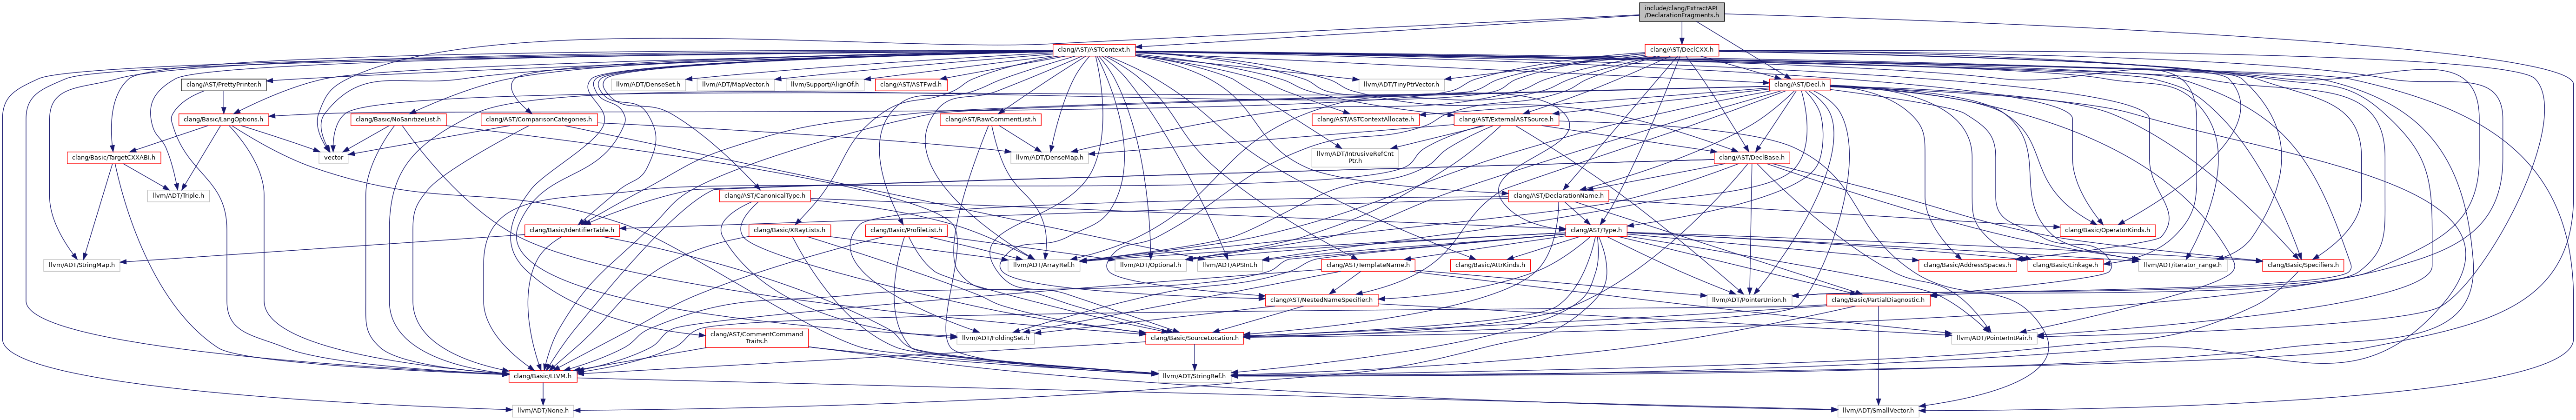 include/clang/ExtractAPI
/DeclarationFragments.h
clang/AST/ASTContext.h
clang/AST/DeclCXX.h
clang/AST/PrettyPrinter.h
llvm/ADT/DenseSet.h
llvm/ADT/MapVector.h
llvm/Support/AlignOf.h
clang/AST/ASTFwd.h
llvm/ADT/TinyPtrVector.h
clang/AST/Decl.h
clang/Basic/LangOptions.h
clang/Basic/NoSanitizeList.h
clang/AST/ComparisonCategories.h
clang/AST/RawCommentList.h
clang/AST/ASTContextAllocate.h
clang/AST/ExternalASTSource.h
clang/Basic/TargetCXXABI.h
vector
llvm/ADT/DenseMap.h
llvm/ADT/IntrusiveRefCnt
Ptr.h
clang/AST/DeclBase.h
llvm/ADT/Triple.h
clang/AST/CanonicalType.h
clang/AST/DeclarationName.h
clang/Basic/IdentifierTable.h
clang/Basic/XRayLists.h
clang/Basic/ProfileList.h
clang/AST/Type.h
clang/Basic/OperatorKinds.h
llvm/ADT/StringMap.h
llvm/ADT/ArrayRef.h
llvm/ADT/Optional.h
llvm/ADT/APSInt.h
clang/AST/TemplateName.h
clang/Basic/AttrKinds.h
clang/Basic/AddressSpaces.h
clang/Basic/Linkage.h
llvm/ADT/iterator_range.h
clang/Basic/Specifiers.h
clang/AST/NestedNameSpecifier.h
llvm/ADT/PointerUnion.h
clang/Basic/PartialDiagnostic.h
clang/AST/CommentCommand
Traits.h
llvm/ADT/FoldingSet.h
clang/Basic/SourceLocation.h
llvm/ADT/PointerIntPair.h
clang/Basic/LLVM.h
llvm/ADT/StringRef.h
llvm/ADT/None.h
llvm/ADT/SmallVector.h